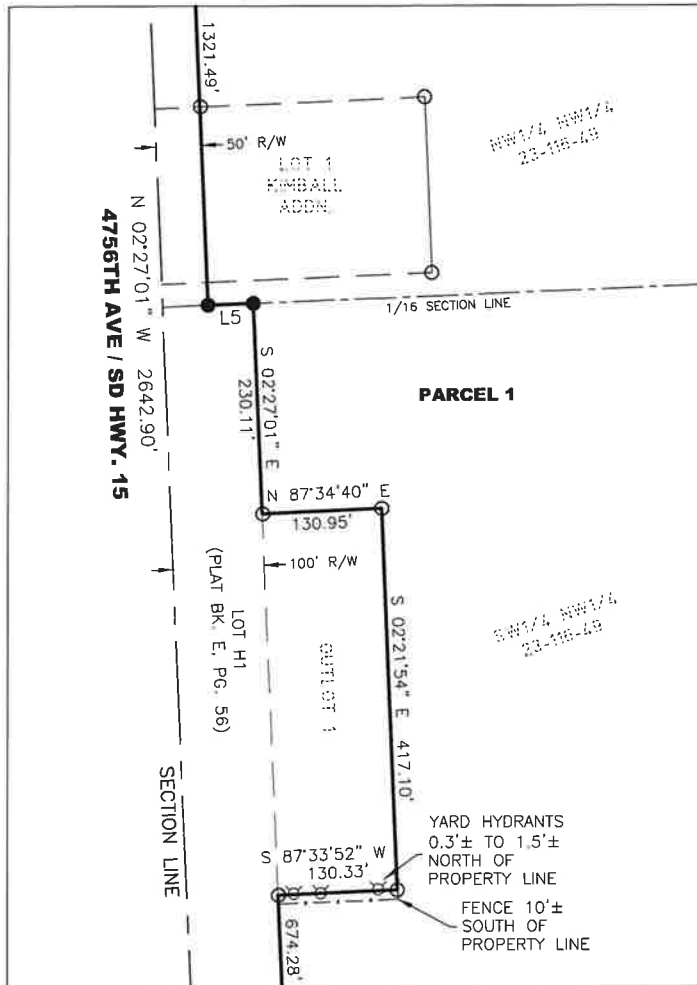 1321.49'
50' R/W
LOT 1
KIMBALL
ADDN.
NW1/4 NW1/4
23-116-49
N 02°27'01" W 2642.90'
4756TH AVE / SD HWY. 15
L5
1/16 SECTION LINE
S 02°27'01" E
230.11'
PARCEL 1
N 87°34'40" E
130.95'
100' R/W
LOT H1
(PLAT BK. E, PG. 56)
OUTLOT 1
S 02°21'54" E 417.10'
SW1/4 NW1/4
23-116-49
SECTION LINE
S 87°33'52" W
130.33'
YARD HYDRANTS
0.3'± TO 1.5'±
NORTH OF
PROPERTY LINE
FENCE 10'±
SOUTH OF
PROPERTY LINE
674.28'